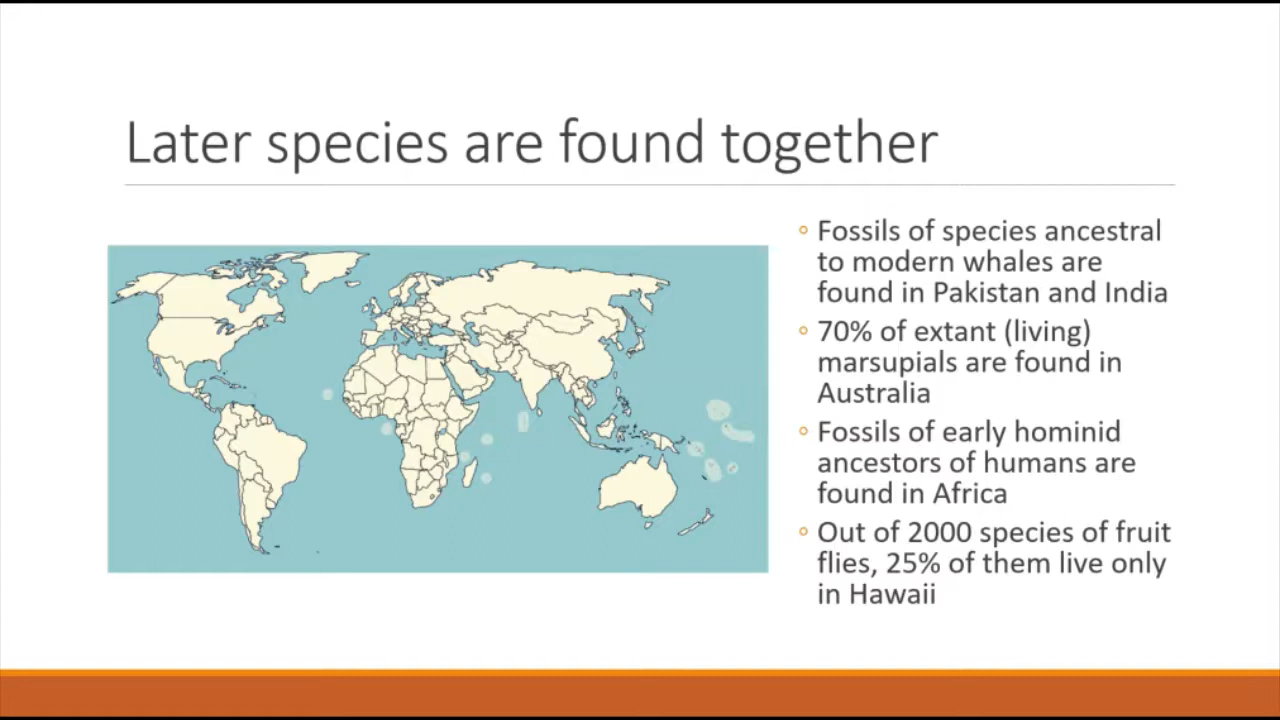 Later species are found together
Fossils of species ancestral
to modern whales are
found in Pakistan and India
70% of extant (living)
marsupials are found in
Australia
Fossils of early hominid
ancestors of humans are
found in Africa
Out of 2000 species of fruit
flies, 25% of them live only
in Hawaii